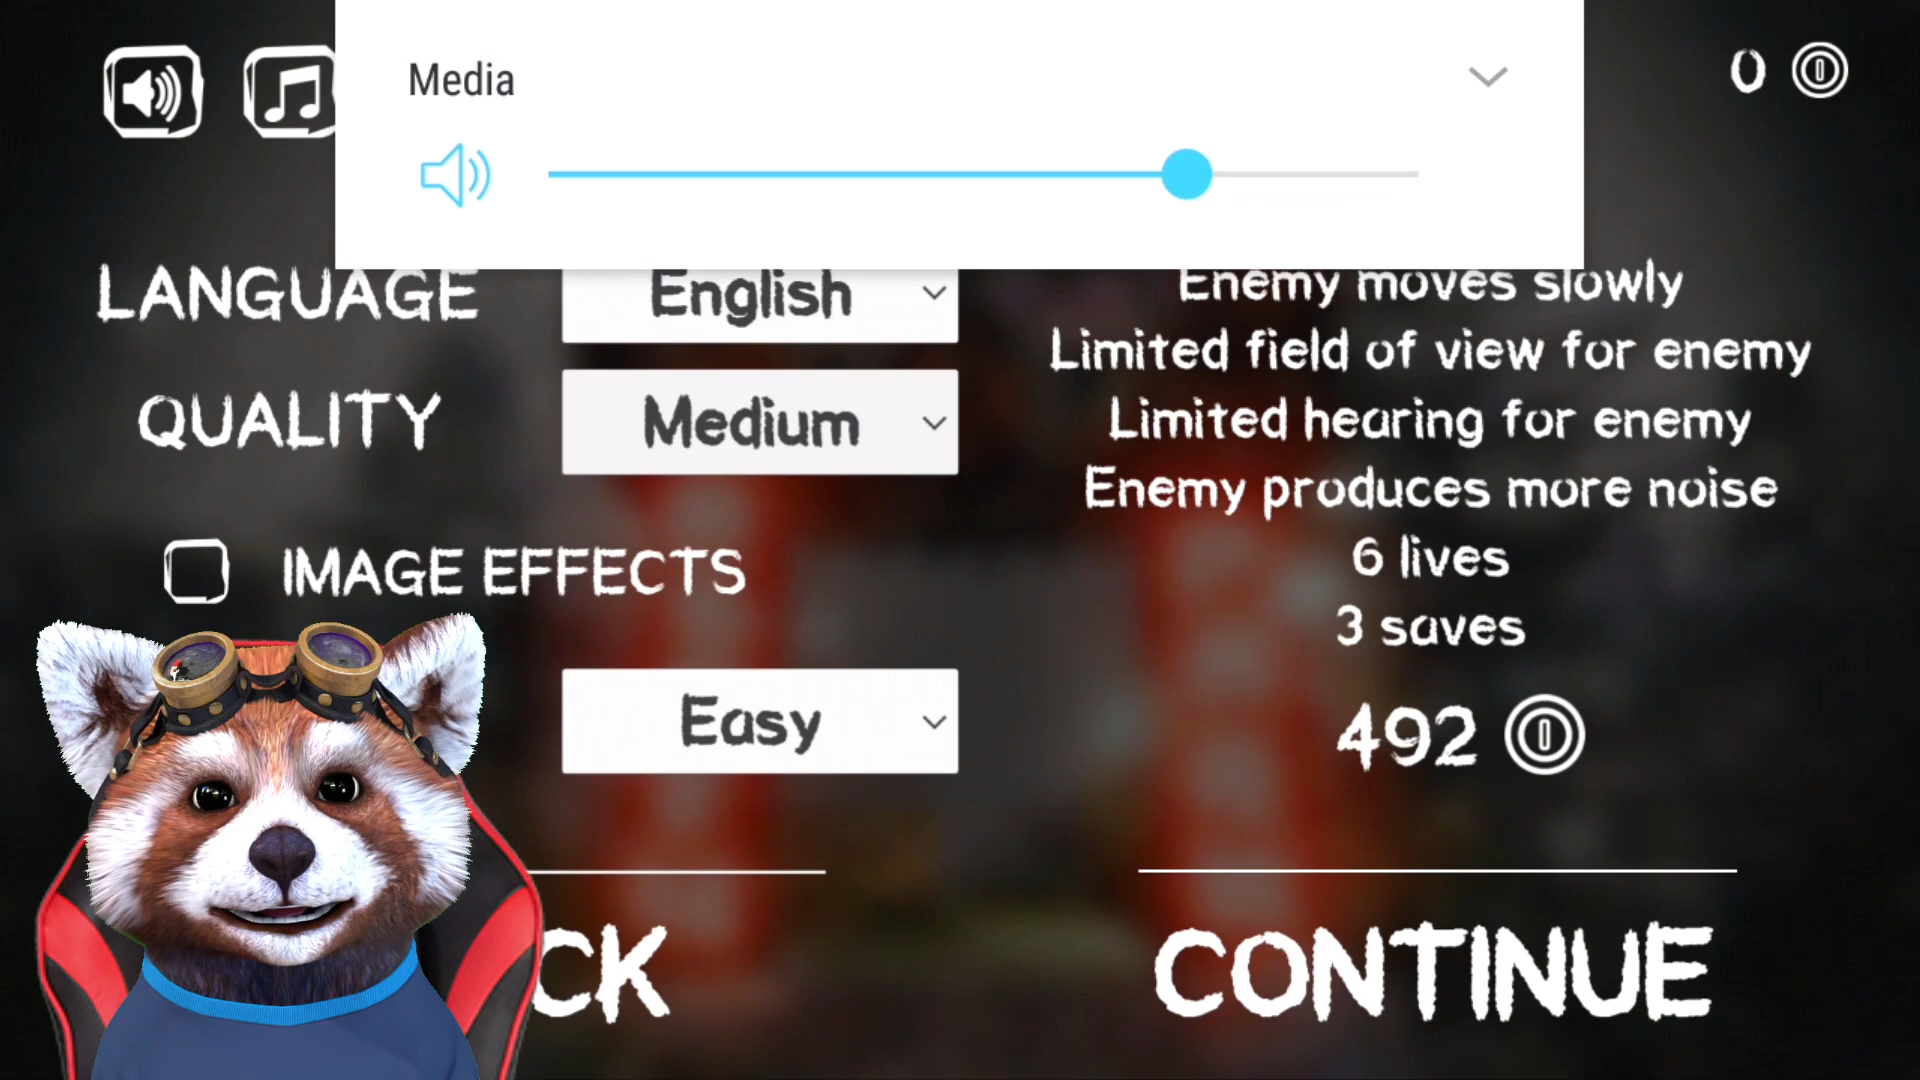 Media
0
LANGUAGE
English
QUALITY
Medium
IMAGE EFFECTS
Easy
Enemy moves slowly
Limited field of view for enemy
Limited hearing for enemy
Enemy produces more noise
6 lives
3 saves
492
CK
CONTINUE